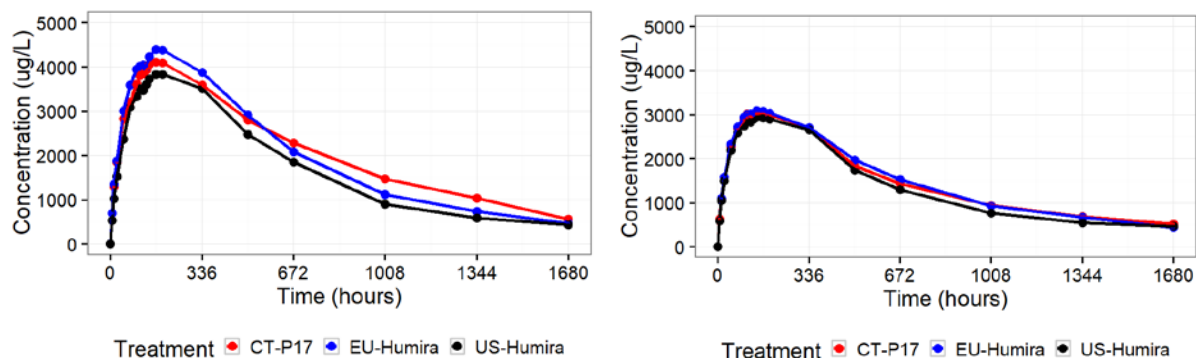 Concentration (ug/L)
5000
4000
3000
2000
1000
0
0 336 672 1008 1344 1680
Time (hours)
Treatment CT-P17 EU-Humira US-Humira
Concentration (ug/L)
5000
4000
3000
2000
1000
0
0 336 672 1008 1344 1680
Time (hours)
Treatment CT-P17 EU-Humira US-Humira